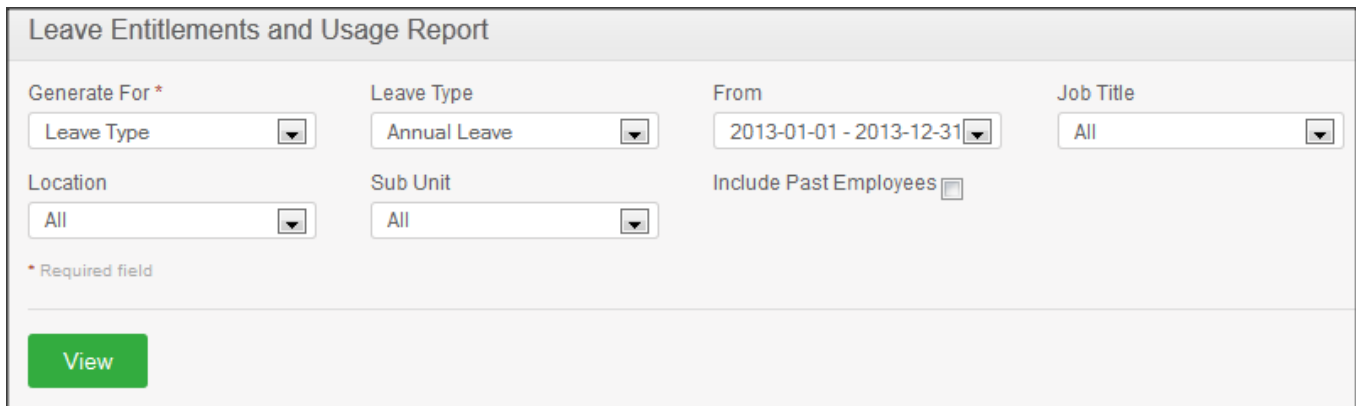 Leave Entitlements and Usage Report
Generate For * Leave Type From Job Title
Leave Type Annual Leave 2013-01-01 - 2013-12-31 All
Location Sub Unit Include Past Employees
All All
* Required field
View